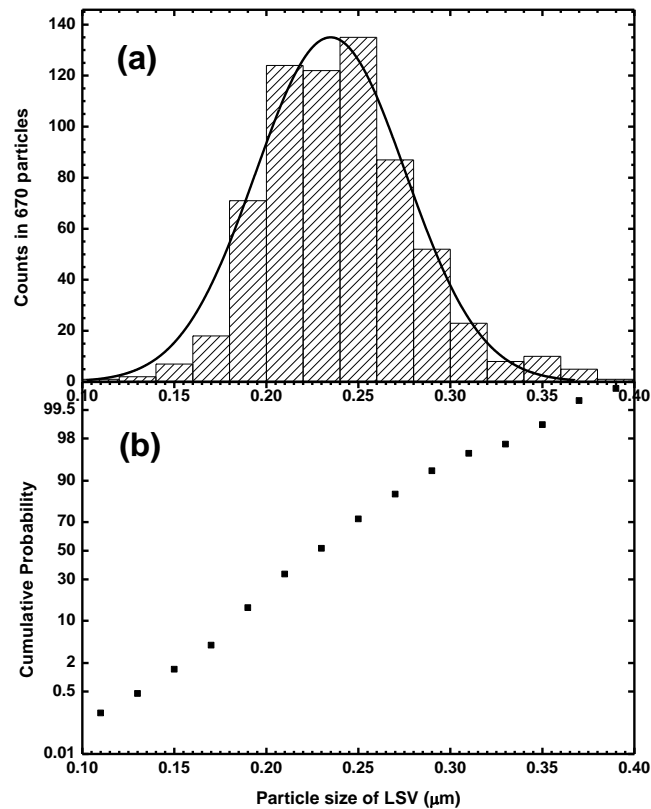 140
(a)
120
100
80
60
40
20
0
Counts in 670 particles
0.10 0.15 0.20 0.25 0.30 0.35 0.40
99.5
(b)
98
90
70
50
30
10
2
0.5
0.01
Cumulative Probability
0.10 0.15 0.20 0.25 0.30 0.35 0.40
Particle size of LSV (μm)